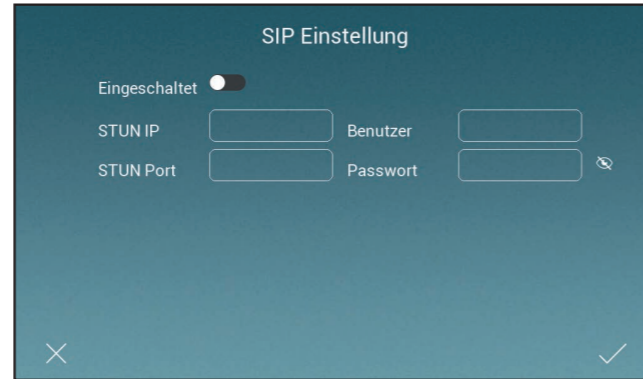 SIP Einstellung
Eingeschaltet
STUN IP Benutzer
STUN Port Passwort